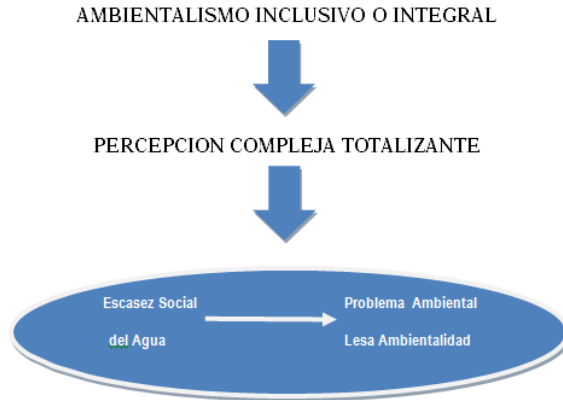 AMBIENTALISMO INCLUSIVO O INTEGRAL
PERCEPCION COMPLEJA TOTALIZANTE
Escasez Social
del Agua
Problema Ambiental
Lesa Ambientalidad